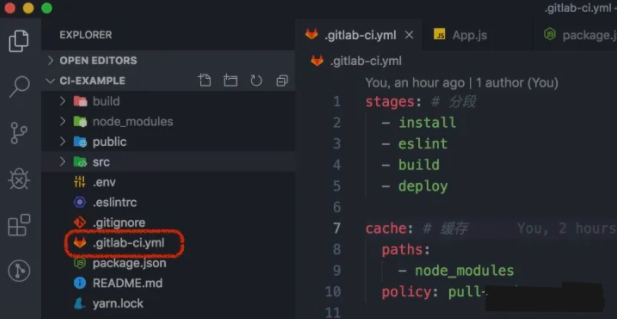 .gitlab-ci.yml
EXPLORER
.gitlab-ci.yml
App.js
OPEN EDITORS
.gitlab-ci.yml
CI-EXAMPLE
You, an hour ago | 1 author (You)
build
1 stages: # 分段
node_modules
2 - install
public
3 - eslint
src
4 - build
.env
5 - deploy
.eslintrc
6
.gitignore
7 cache: # 缓存 You, 2 hours
.gitlab-ci.yml
8 paths:
package.json
9 - node_modules
README.md
10 policy:
yarn.lock